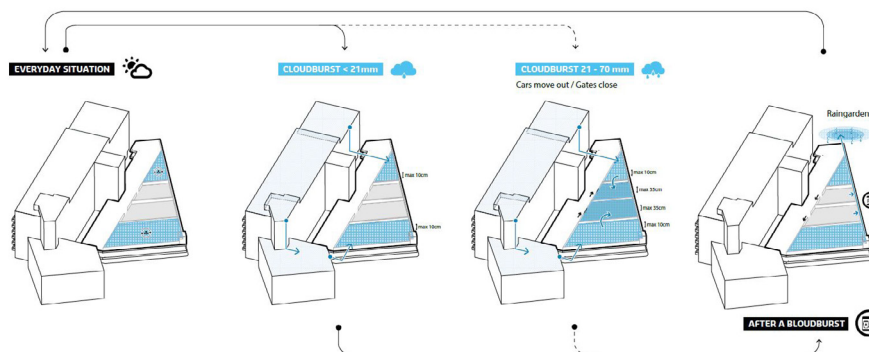 EVERYDAY SITUATION
CLOUDBURST < 21mm
CLOUDBURST 21 - 70 mm
Cars move out / Gates close
Raingarden
max 10cm
max 10cm
max 10cm
max 35cm
max 35cm
max 10cm
AFTER A BLOUDBURST